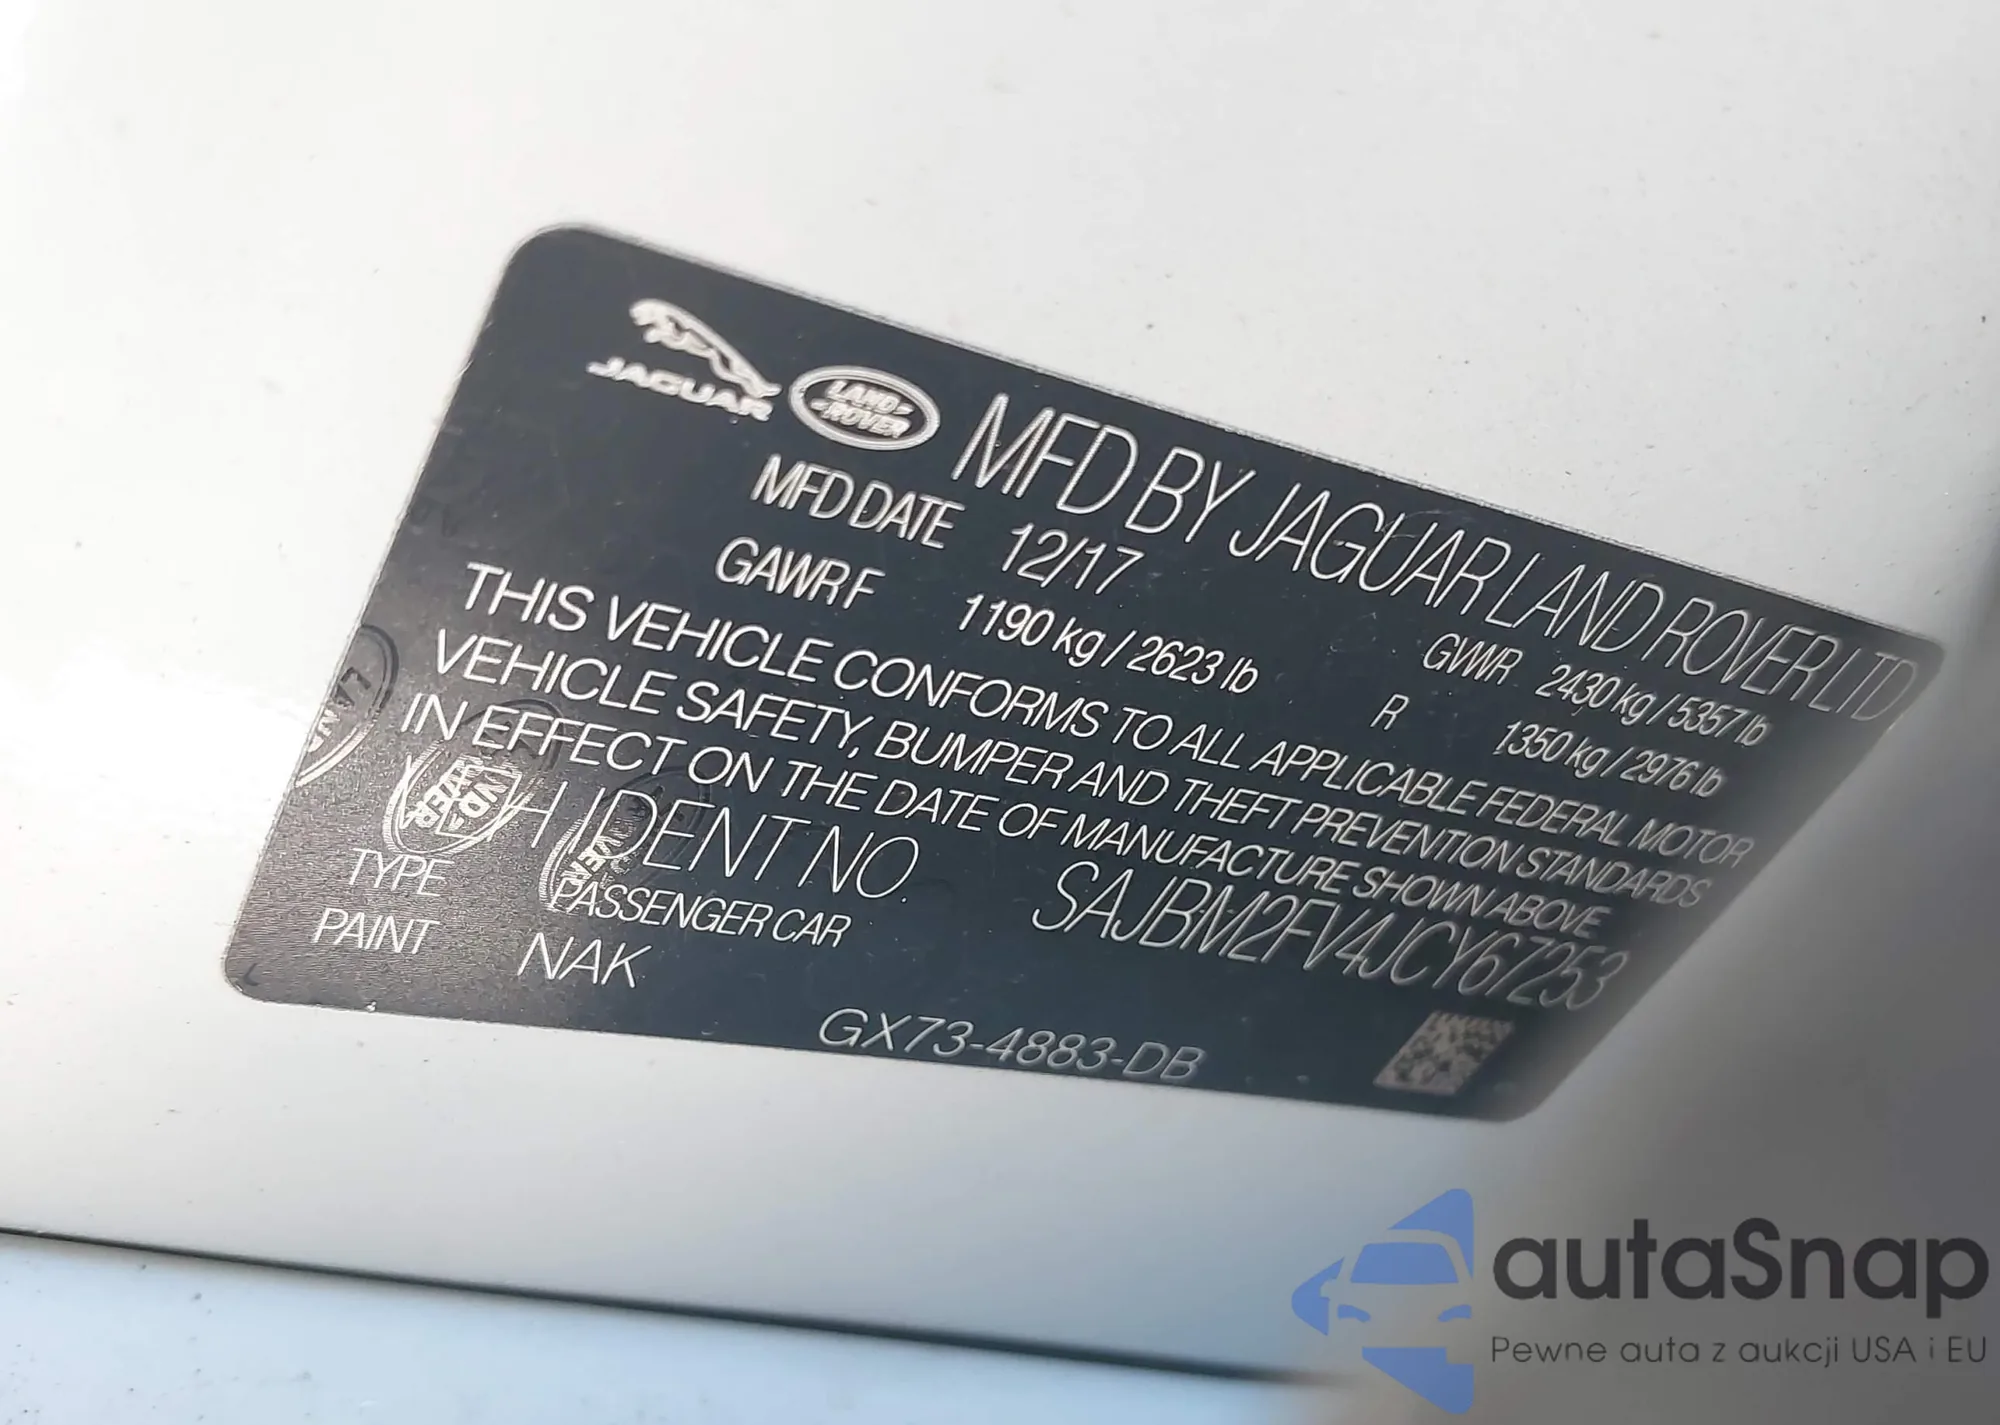 JAGUAR
LAND ROVER
MFD BY JAGUAR LAND ROVER LTD
MFD DATE 12/17 GVWR 2430 kg / 5357 lb
GAWR F 1190 kg / 2623 lb R 1350 kg / 2976 lb
THIS VEHICLE CONFORMS TO ALL APPLICABLE FEDERAL MOTOR
VEHICLE SAFETY, BUMPER AND THEFT PREVENTION STANDARDS
IN EFFECT ON THE DATE OF MANUFACTURE SHOWN ABOVE
VH IDENT NO. SAJBM2FV4JCY67253
TYPE PASSENGER CAR
PAINT NAK
GX73-4883-DB
autaSnap
Pewne auta z aukcji USA i EU